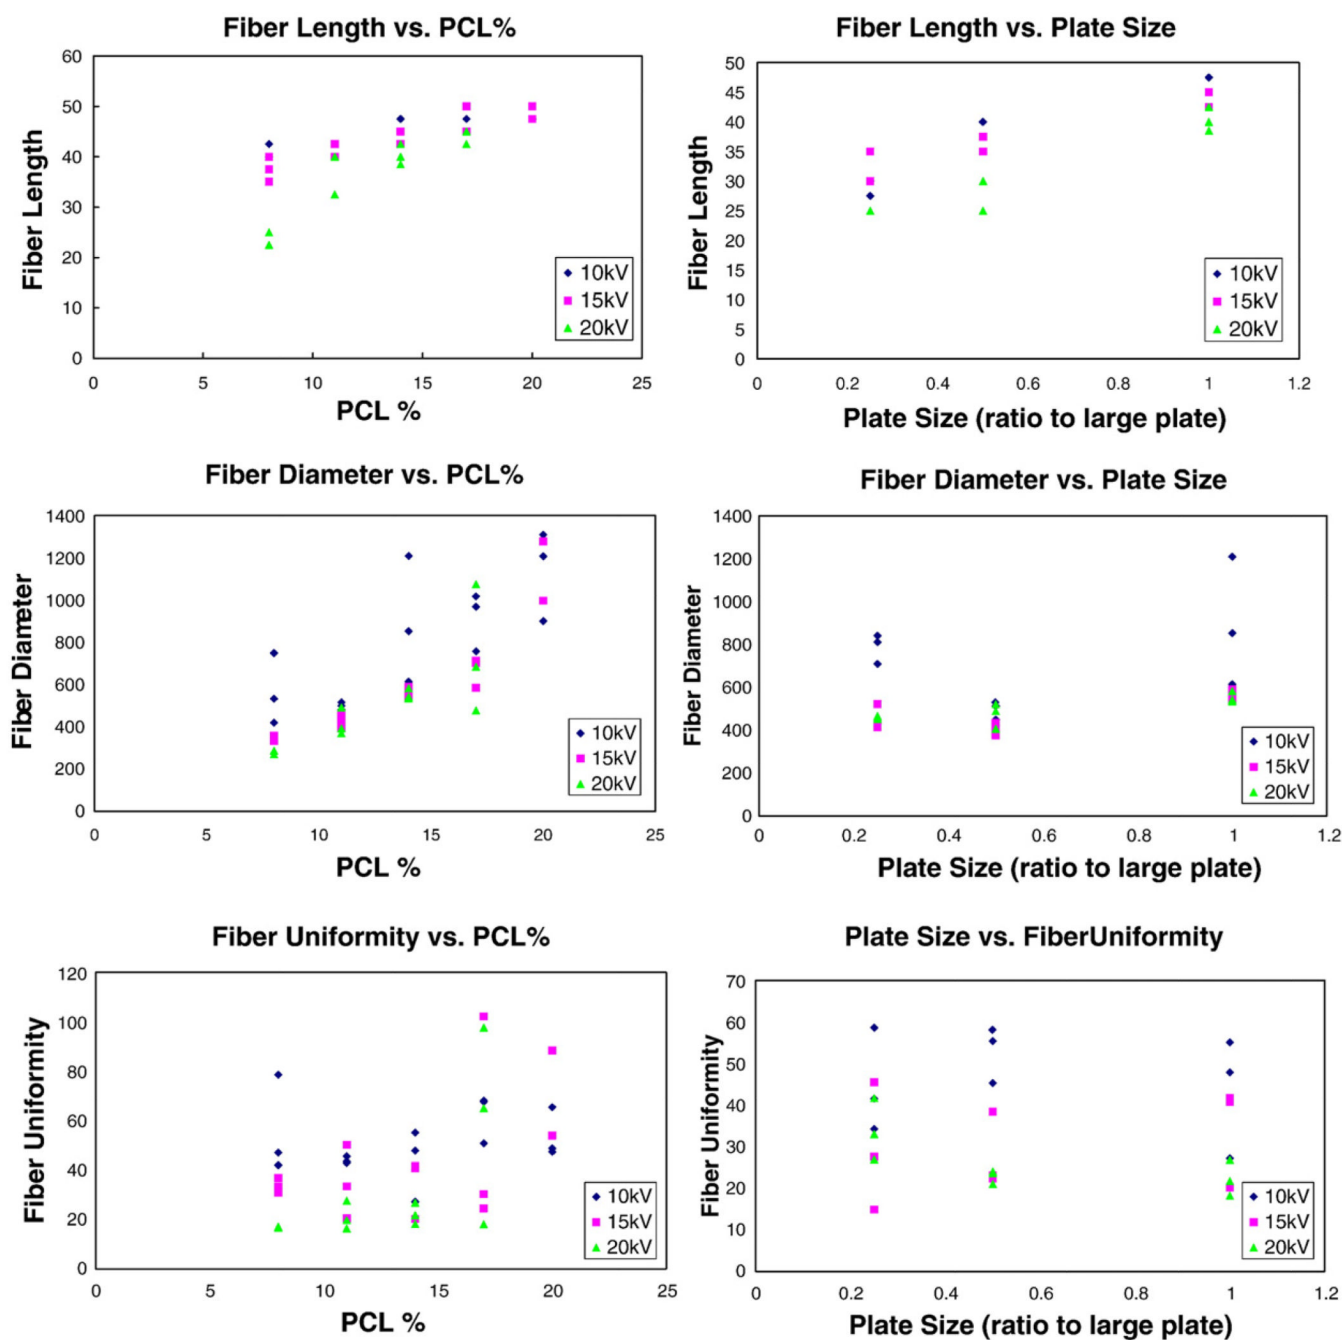 Fiber Length vs. PCL%
Fiber Length
60
50
40
30
20
10
0
0 5 10 15 20 25
PCL %
10kV
15kV
20kV
Fiber Length vs. Plate Size
Fiber Length
50
45
40
35
30
25
20
15
10
5
0
0 0.2 0.4 0.6 0.8 1 1.2
Plate Size (ratio to large plate)
10kV
15kV
20kV
Fiber Diameter vs. PCL%
Fiber Diameter
1400
1200
1000
800
600
400
200
0
0 5 10 15 20 25
PCL %
10kV
15kV
20kV
Fiber Diameter vs. Plate Size
Fiber Diameter
1400
1200
1000
800
600
400
200
0
0 0.2 0.4 0.6 0.8 1 1.2
Plate Size (ratio to large plate)
10kV
15kV
20kV
Fiber Uniformity vs. PCL%
Fiber Uniformity
120
100
80
60
40
20
0
0 5 10 15 20 25
PCL %
10kV
15kV
20kV
Plate Size vs. FiberUniformity
Fiber Uniformity
70
60
50
40
30
20
10
0
0 0.2 0.4 0.6 0.8 1 1.2
Plate Size (ratio to large plate)
10kV
15kV
20kV